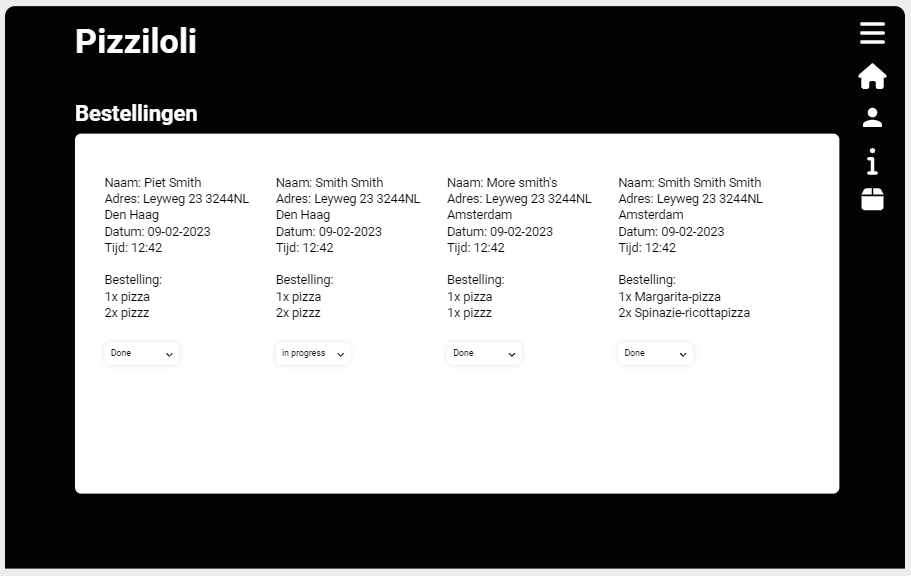 Pizziloli
Bestellingen
Naam: Piet Smith
Adres: Leyweg 23 3244NL
Den Haag
Datum: 09-02-2023
Tijd: 12:42
Bestelling:
1x pizza
2x pizzz
Done
Naam: Smith Smith
Adres: Leyweg 23 3244NL
Den Haag
Datum: 09-02-2023
Tijd: 12:42
Bestelling:
1x pizza
2x pizzz
in progress
Naam: More smith's
Adres: Leyweg 23 3244NL
Amsterdam
Datum: 09-02-2023
Tijd: 12:42
Bestelling:
1x pizza
1x pizzz
Done
Naam: Smith Smith Smith
Adres: Leyweg 23 3244NL
Amsterdam
Datum: 09-02-2023
Tijd: 12:42
Bestelling:
1x Margarita-pizza
2x Spinazie-ricottapizza
Done